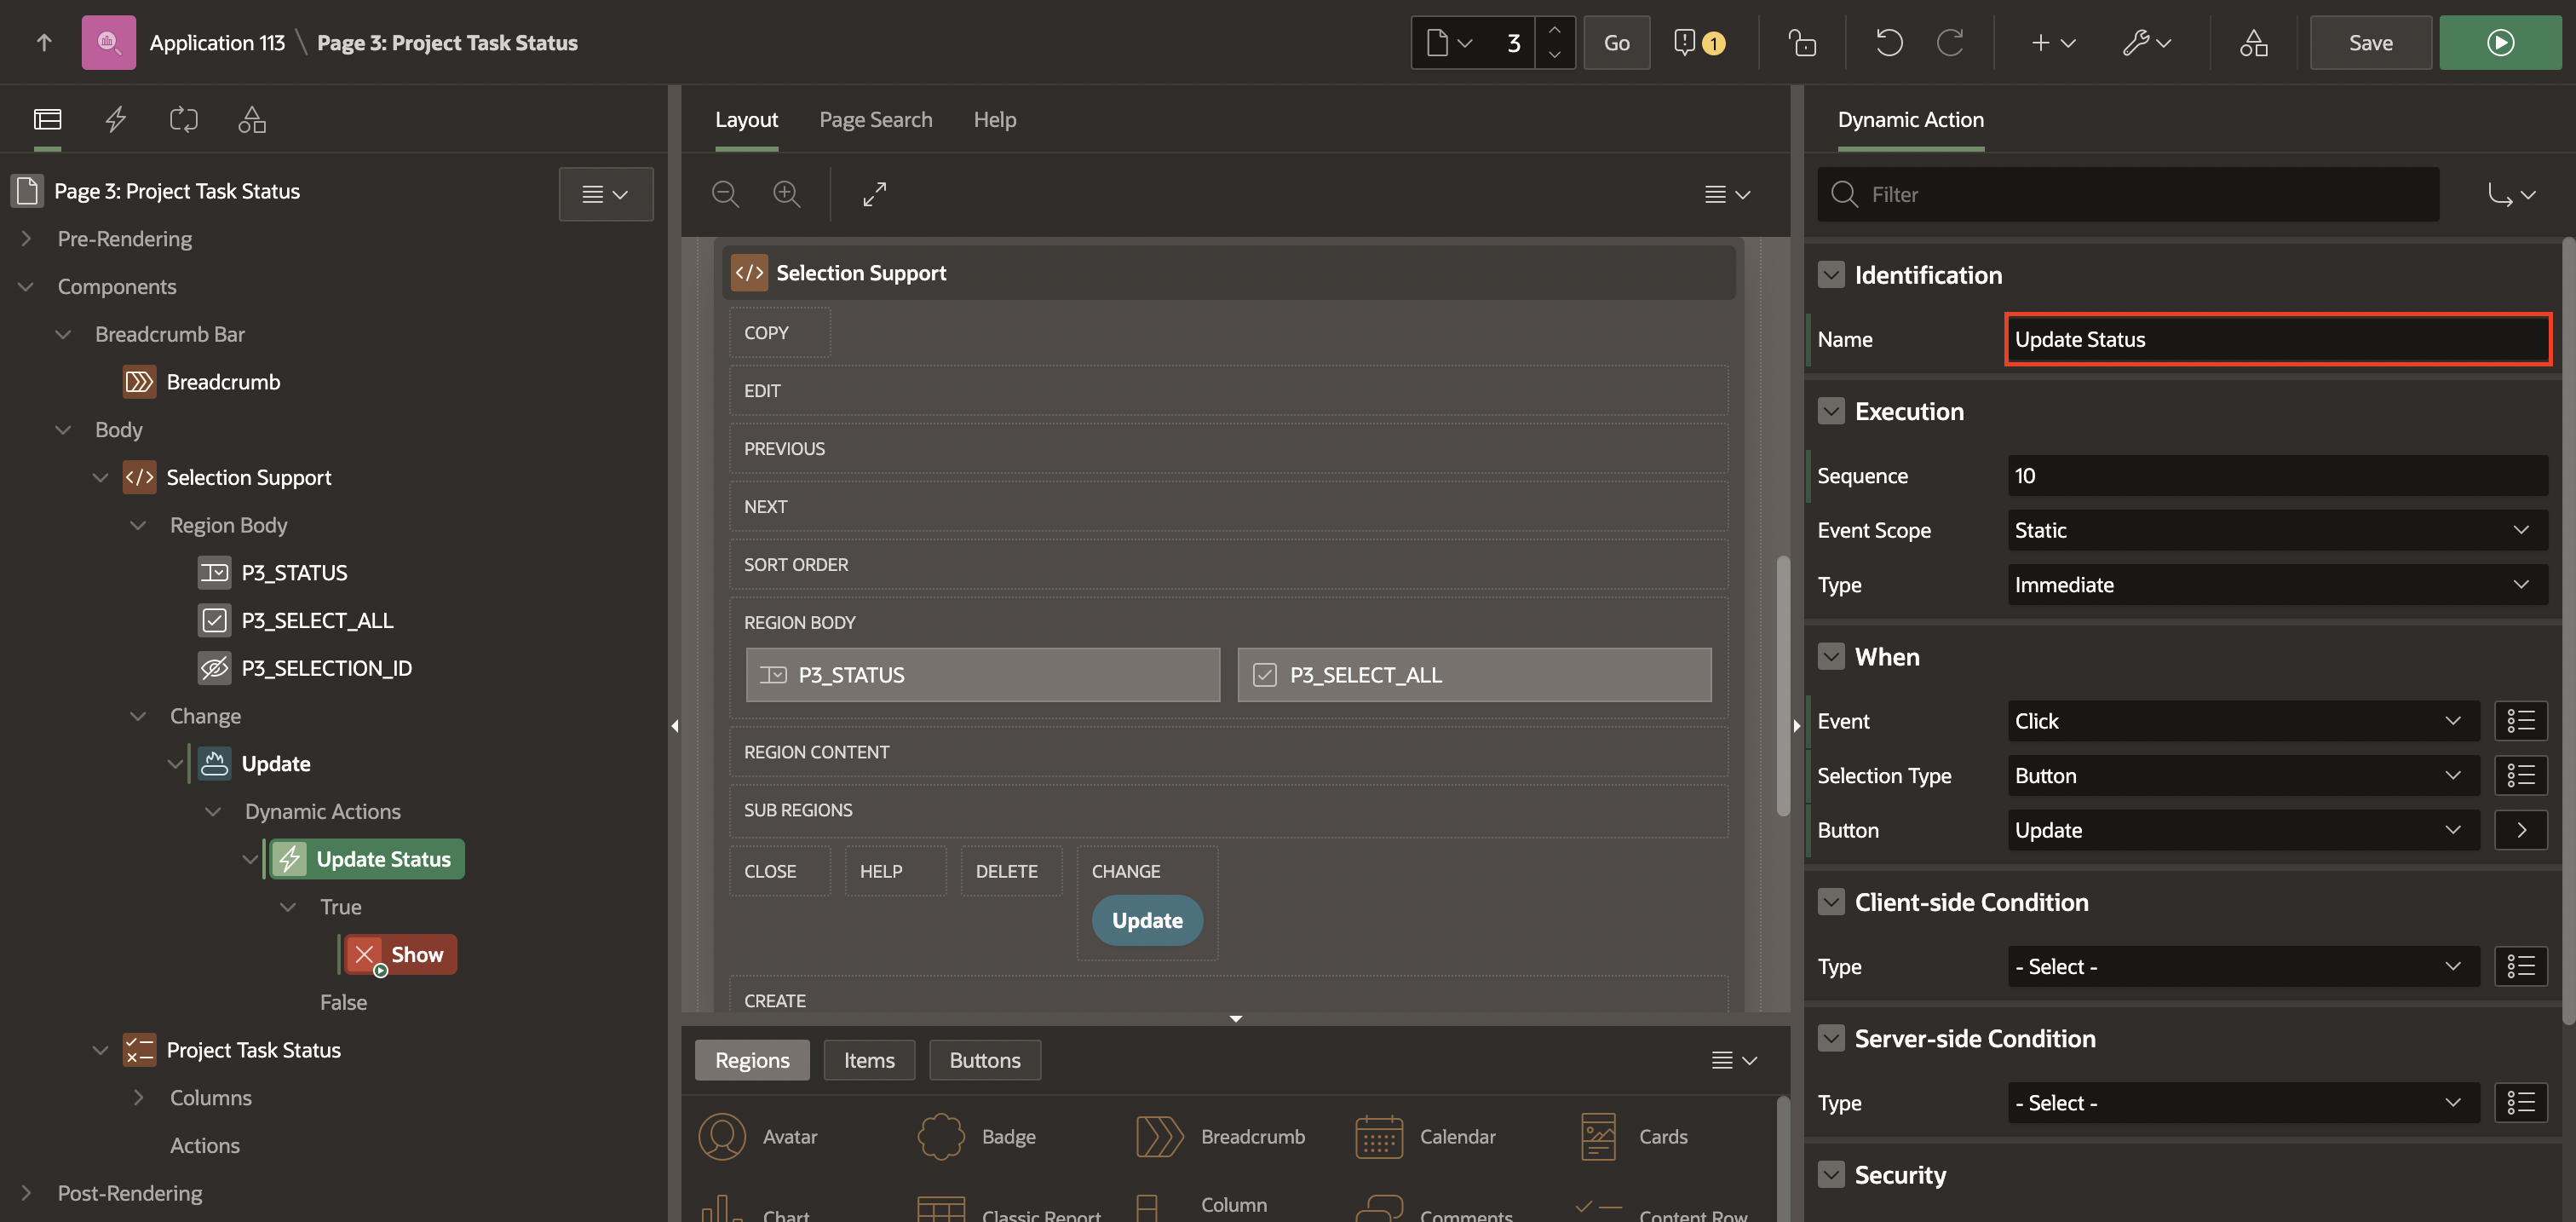 Application 113 \ Page 3: Project Task Status
3
Go
1
Save
Page 3: Project Task Status
Pre-Rendering
Components
Breadcrumb Bar
Breadcrumb
Body
Selection Support
Region Body
P3_STATUS
P3_SELECT_ALL
P3_SELECTION_ID
Change
Update
Dynamic Actions
Update Status
True
Show
False
Project Task Status
Columns
Actions
Post-Rendering
Layout
Page Search
Help
Selection Support
COPY
EDIT
PREVIOUS
NEXT
SORT ORDER
REGION BODY
P3_STATUS
P3_SELECT_ALL
REGION CONTENT
SUB REGIONS
CLOSE
HELP
DELETE
CHANGE
Update
CREATE
Regions
Items
Buttons
Avatar
Badge
Breadcrumb
Calendar
Cards
Chart
Classic Report
Column
Comments
Content Row
Dynamic Action
Filter
Identification
Name
Update Status
Execution
Sequence
10
Event Scope
Static
Type
Immediate
When
Event
Click
Selection Type
Button
Button
Update
Client-side Condition
Type
- Select -
Server-side Condition
Type
- Select -
Security